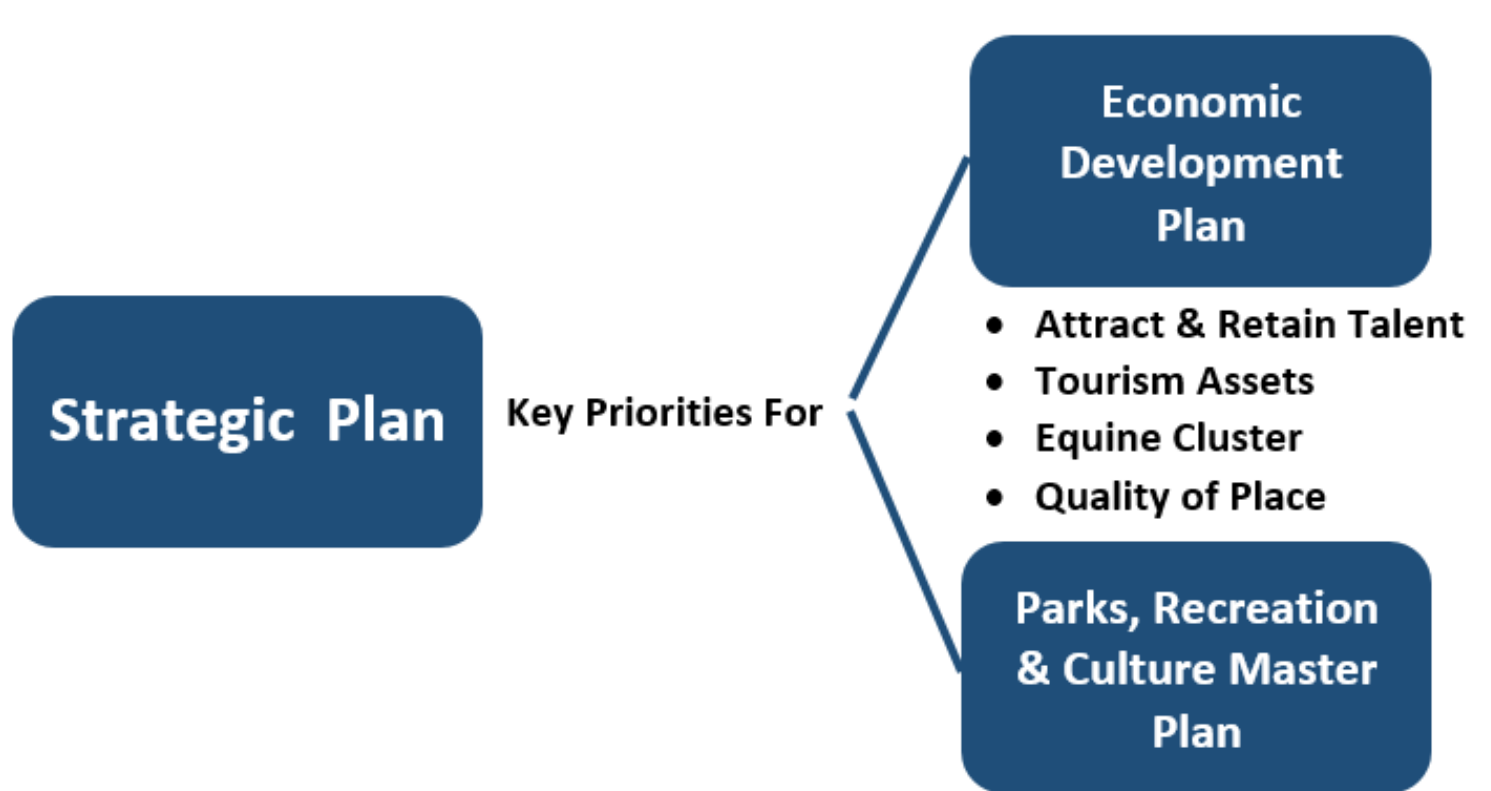 Strategic  Plan
Key Priorities For
Economic
Development
Plan
• Attract & Retain Talent
• Tourism Assets
• Equine Cluster
• Quality of Place
Parks, Recreation
& Culture Master
Plan